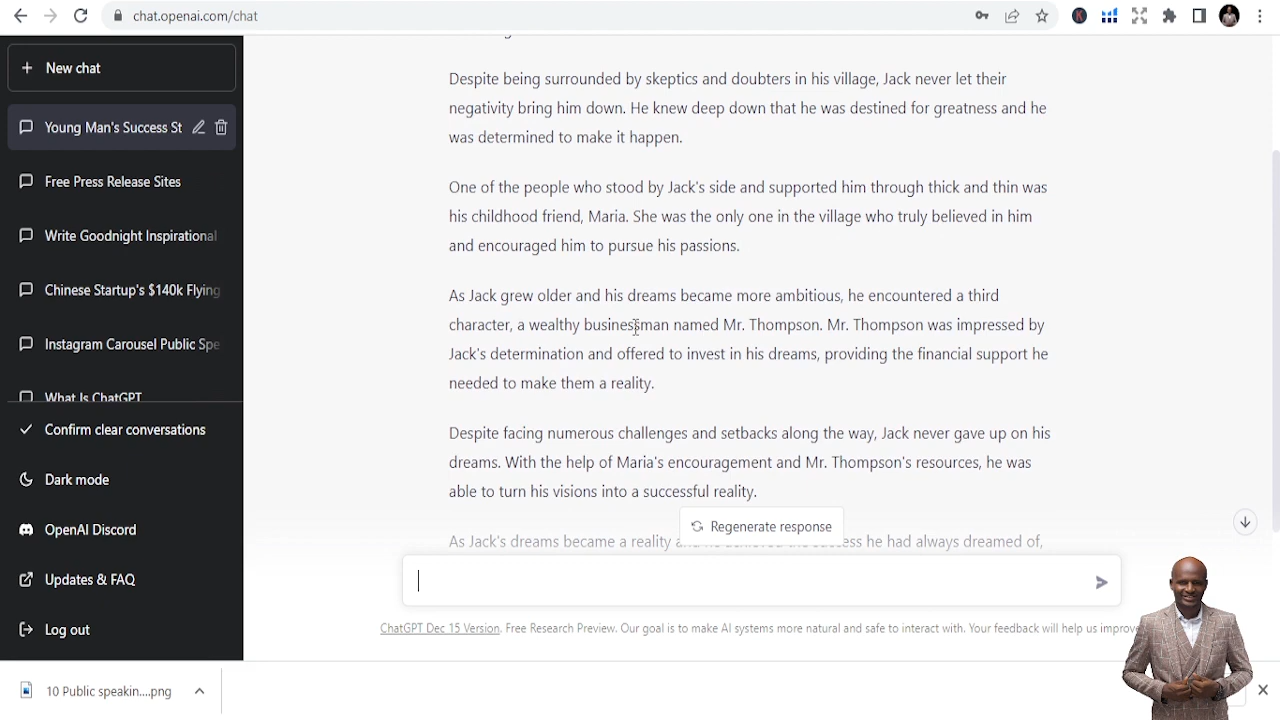 chat.openai.com/chat
New chat
Young Man's Success St
Free Press Release Sites
Write Goodnight Inspirational
Chinese Startup's $140k Flying
Instagram Carousel Public Spe
What Is ChatGPT
Confirm clear conversations
Dark mode
OpenAI Discord
Updates & FAQ
Log out
Despite being surrounded by skeptics and doubters in his village, Jack never let their
negativity bring him down. He knew deep down that he was destined for greatness and he
was determined to make it happen.
One of the people who stood by Jack's side and supported him through thick and thin was
his childhood friend, Maria. She was the only one in the village who truly believed in him
and encouraged him to pursue his passions.
As Jack grew older and his dreams became more ambitious, he encountered a third
character, a wealthy businessman named Mr. Thompson. Mr. Thompson was impressed by
Jack's determination and offered to invest in his dreams, providing the financial support he
needed to make them a reality.
Despite facing numerous challenges and setbacks along the way, Jack never gave up on his
dreams. With the help of Maria's encouragement and Mr. Thompson's resources, he was
able to turn his visions into a successful reality.
Regenerate response
As Jack's dreams became a reality and he achieved the success he had always dreamed of,
ChatGPT Dec 15 Version. Free Research Preview. Our goal is to make AI systems more natural and safe to interact with. Your feedback will help us improv
10 Public speakin....png